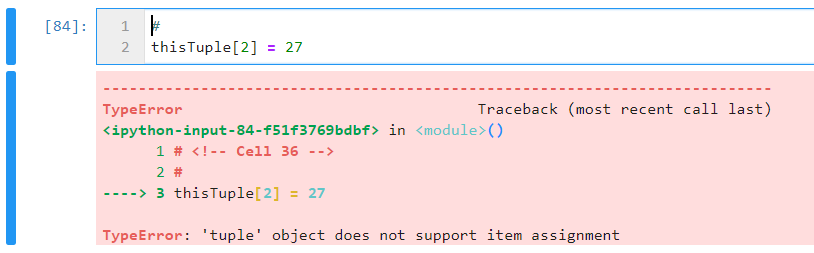 [84]:
1 #
2 thisTuple[2] = 27
---------------------------------------------------------------------------
TypeError Traceback (most recent call last)
<ipython-input-84-f51f3769bdbf> in <module>()
1 # <!-- Cell 36 -->
2 #
----> 3 thisTuple[2] = 27
TypeError: 'tuple' object does not support item assignment